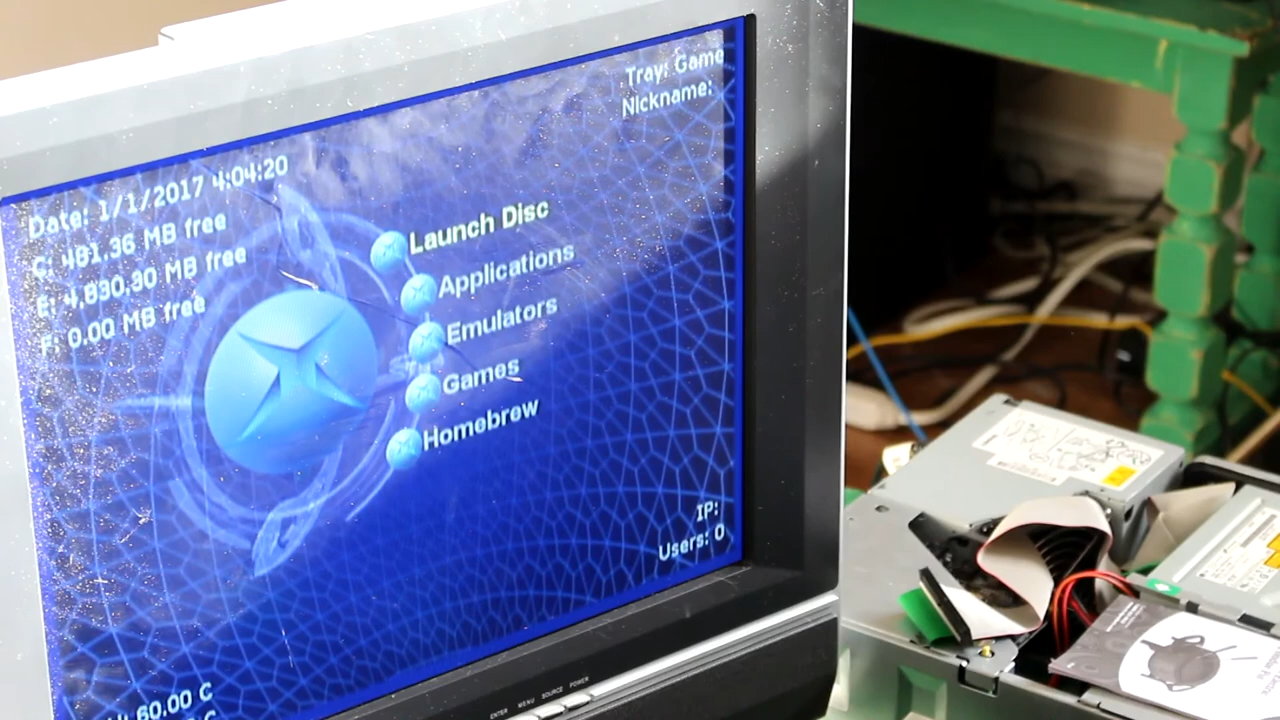 Tray: Game
Nickname:
Date: 1/1/2017 4:04:20
C: 481.36 MB free
E: 4,830.30 MB free
F: 0.00 MB free
Launch Disc
Applications
Emulators
Games
Homebrew
IP:
Users: 0
60.00 C
C
ENTER MENU SOURCE POWER